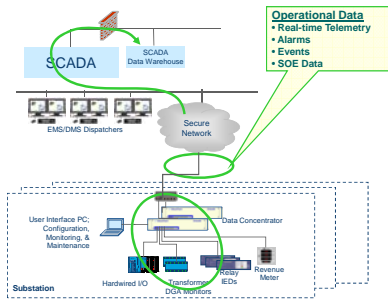 Operational Data
• Real-time Telemetry
• Alarms
• Events
• SOE Data
SCADA
SCADA
Data Warehouse
EMS/DMS Dispatchers
Secure
Network
User Interface PC;
Configuration,
Monitoring, &
Maintenance
Data Concentrator
Hardwired I/O
Transformer
DGA Monitors
Relay
IEDs
Revenue
Meter
Substation